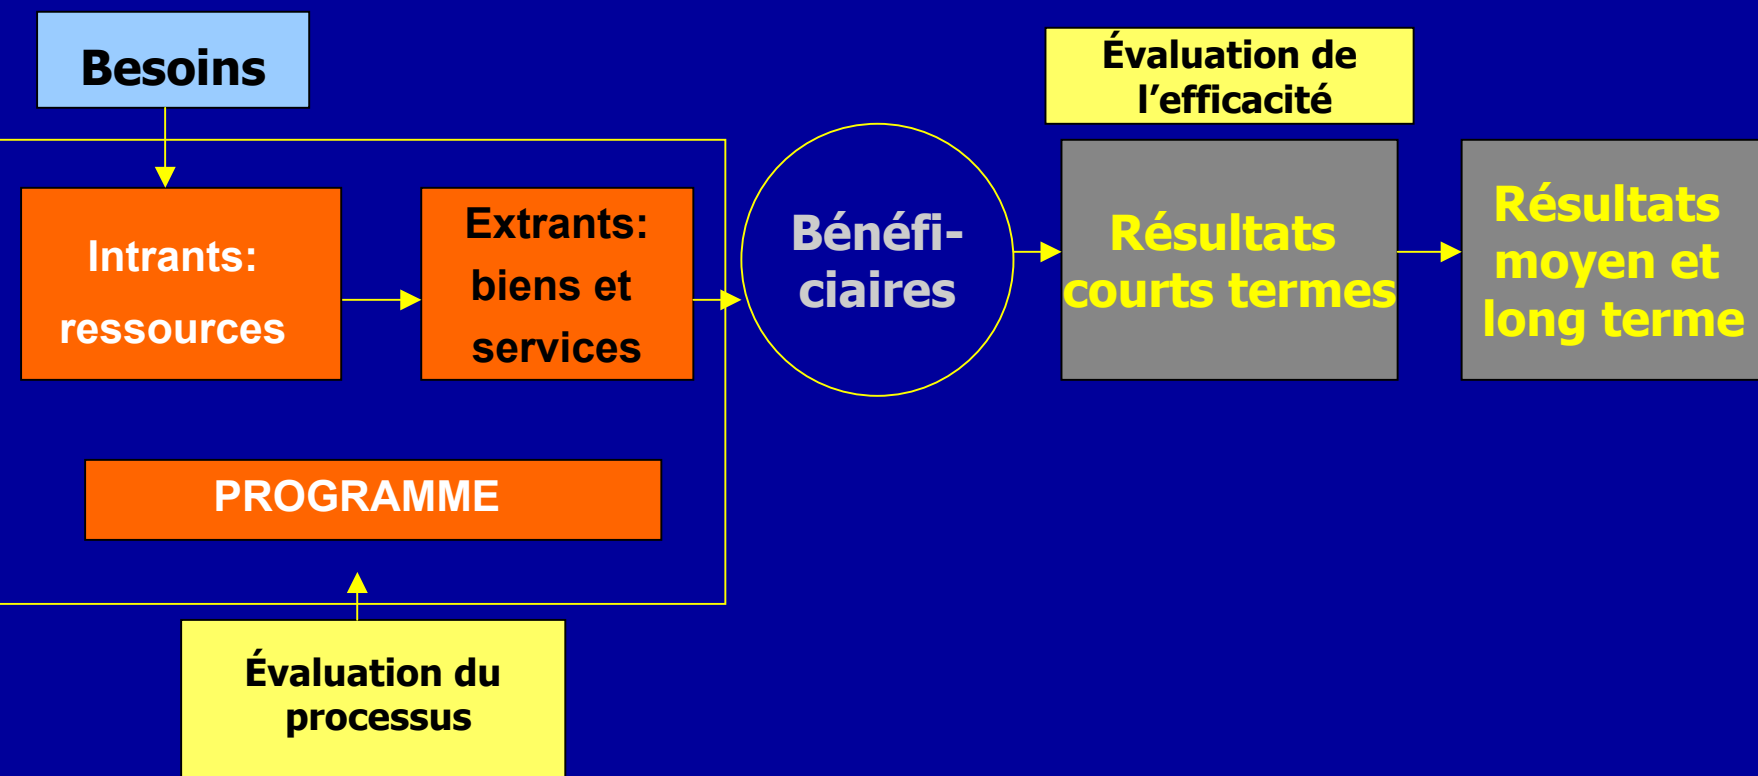 Besoins
Évaluation de
l’efficacité
Intrants:
ressources
Extrants:
biens et
services
Bénéfi-
ciaires
Résultats
courts termes
Résultats
moyen et
long terme
PROGRAMME
Évaluation du
processus